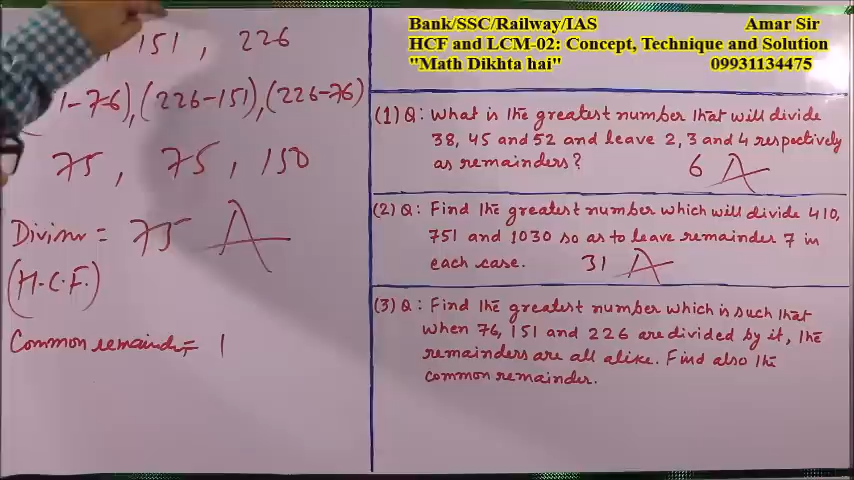 , 151 , 226
1-76), (226-151), (226-76)
75 , 75 , 150
Divisor = 75 A
(H.C.F.)
Common remainder = 1
Bank/SSC/Railway/IAS Amar Sir
HCF and LCM-02: Concept, Technique and Solution
"Math Dikhta hai" 09931134475
(1) Q: What is the greatest number that will divide
38, 45 and 52 and leave 2, 3 and 4 respectively
as remainders? 6 A
(2) Q: Find the greatest number which will divide 410,
751 and 1030 so as to leave remainder 7 in
each case. 31 A
(3) Q: Find the greatest number which is such that
when 76, 151 and 226 are divided by it, the
remainders are all alike. Find also the
common remainder.